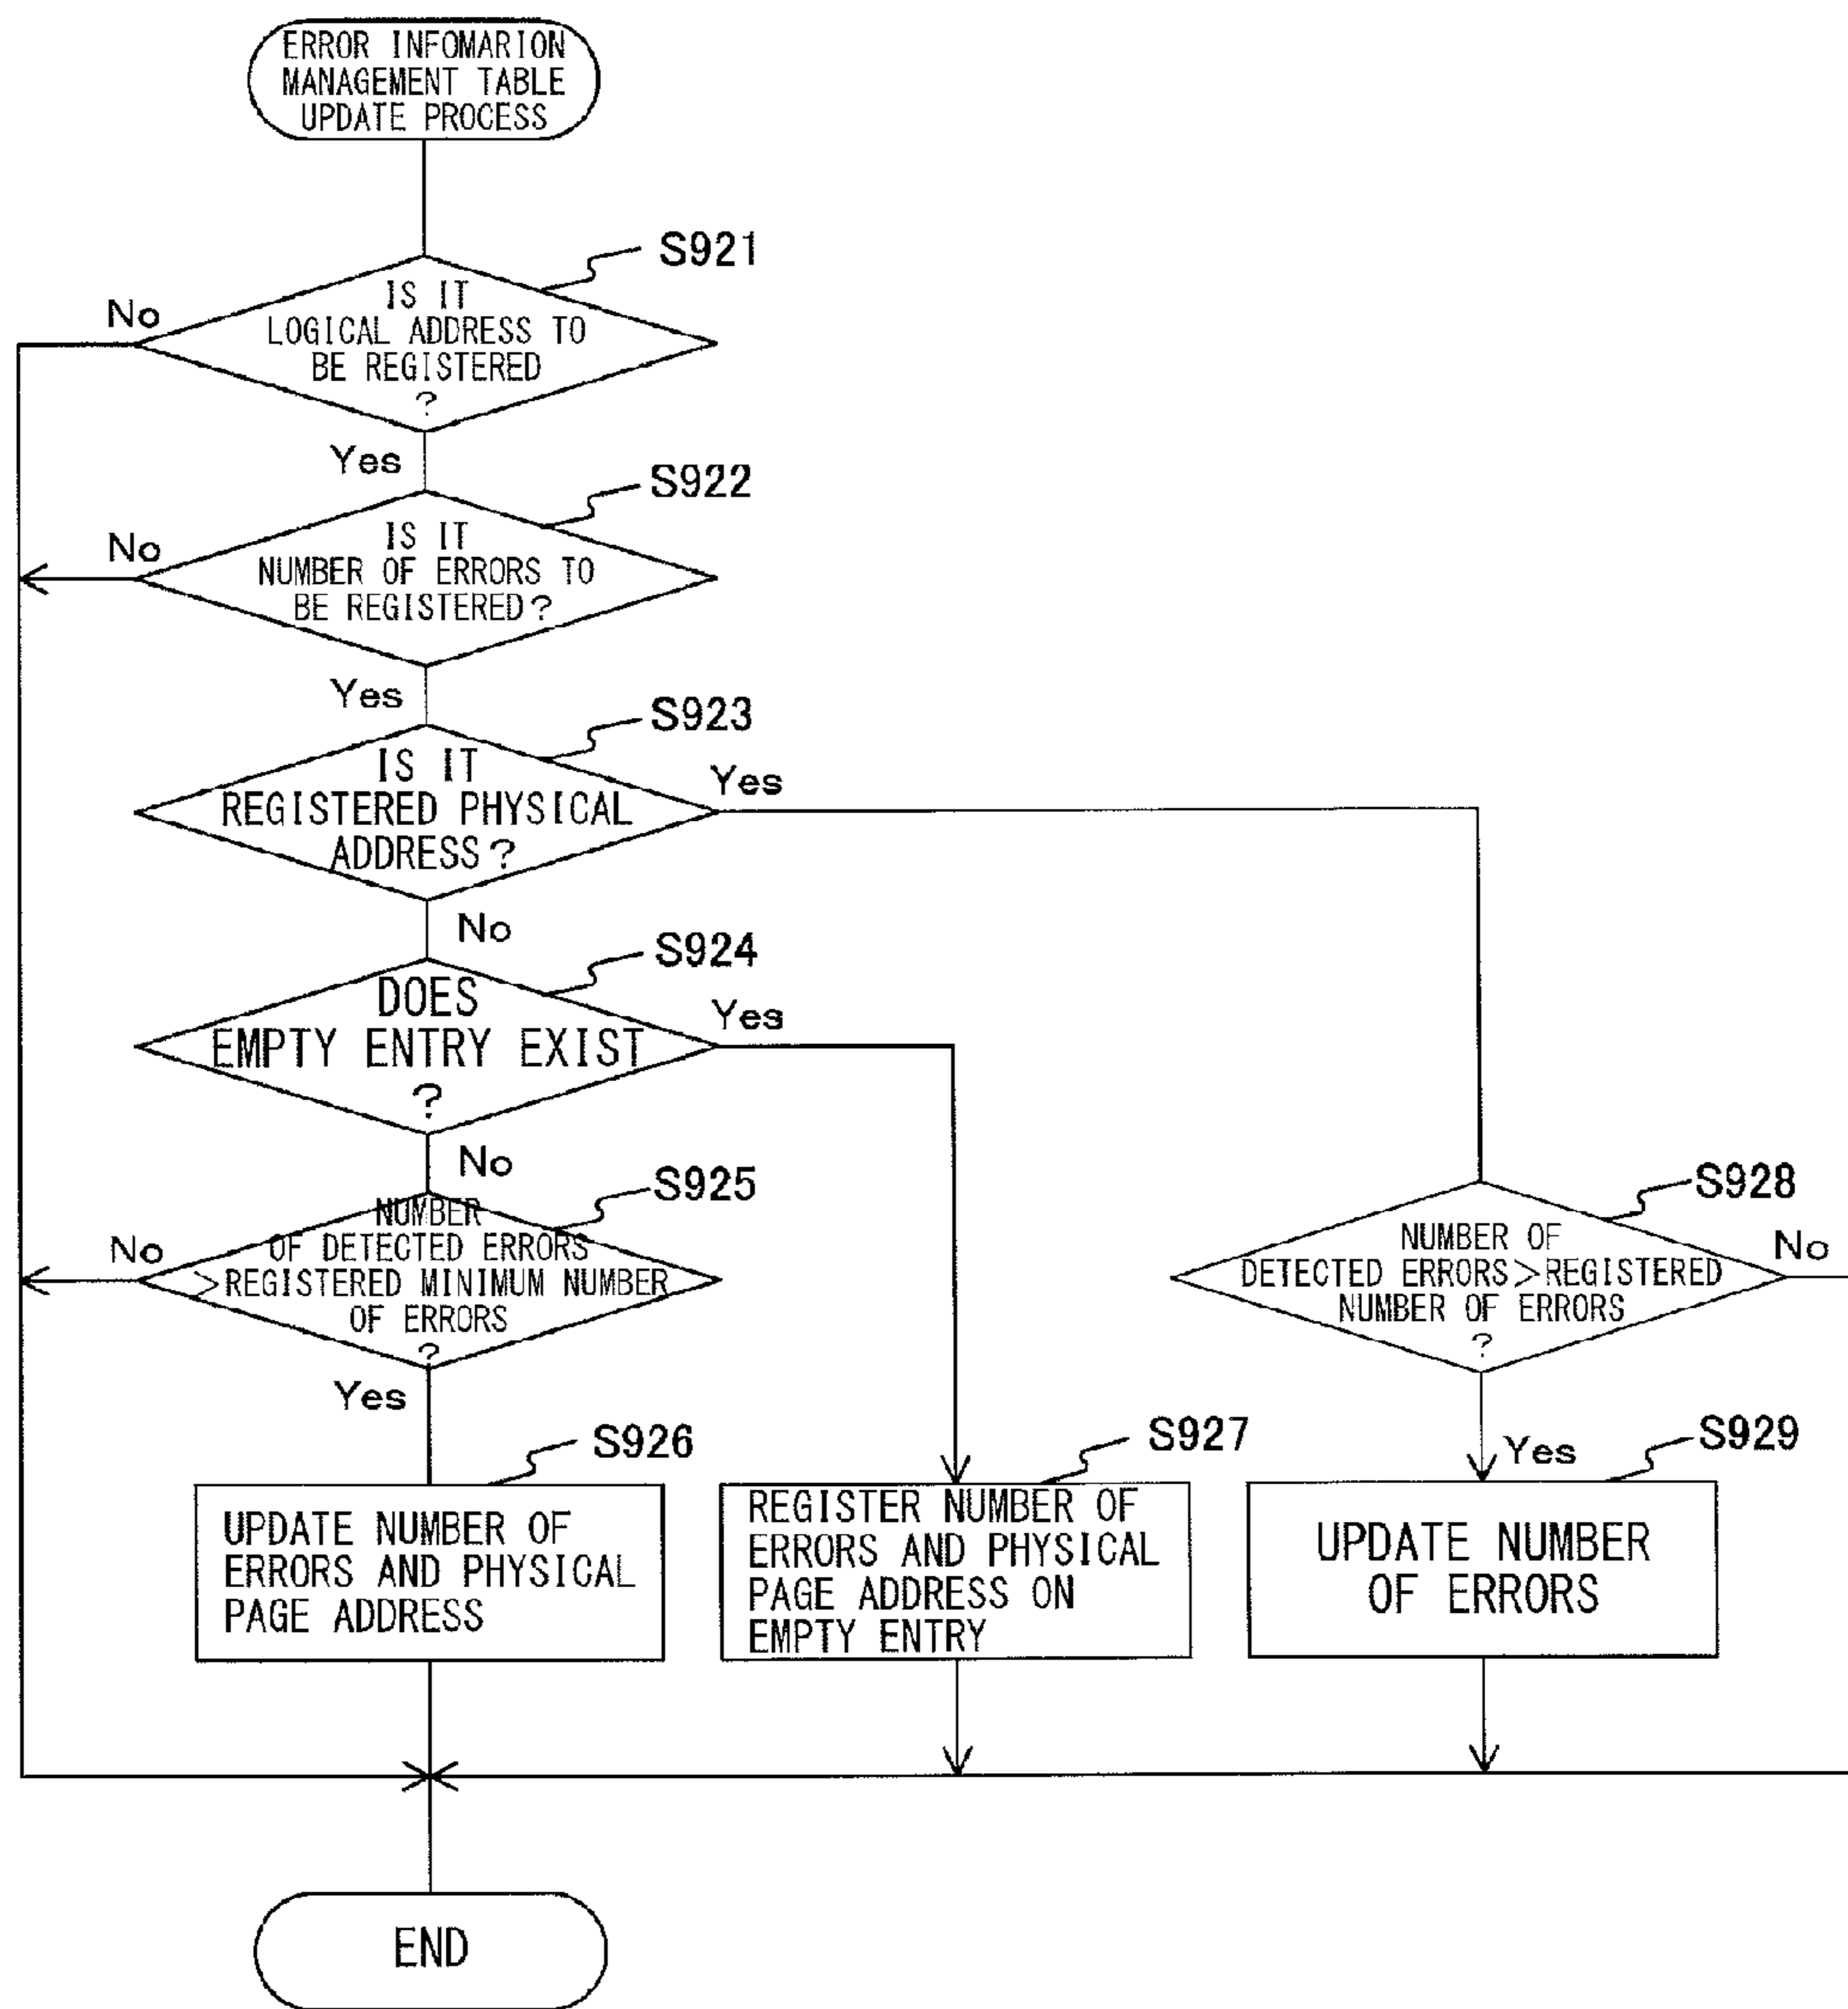 ERROR INFOMARION
MANAGEMENT TABLE
UPDATE PROCESS
S921
No
IS IT
LOGICAL ADDRESS TO
BE REGISTERED
?
Yes
S922
No
IS IT
NUMBER OF ERRORS TO
BE REGISTERED?
Yes
S923
IS IT
REGISTERED PHYSICAL
ADDRESS?
Yes
No
S924
DOES
EMPTY ENTRY EXIST
?
Yes
No
S925
No
NUMBER
OF DETECTED ERRORS
>REGISTERED MINIMUM NUMBER
OF ERRORS
?
Yes
S928
NUMBER OF
DETECTED ERRORS>REGISTERED
NUMBER OF ERRORS
?
No
Yes
S926
UPDATE NUMBER OF
ERRORS AND PHYSICAL
PAGE ADDRESS
S927
REGISTER NUMBER OF
ERRORS AND PHYSICAL
PAGE ADDRESS ON
EMPTY ENTRY
S929
UPDATE NUMBER
OF ERRORS
END